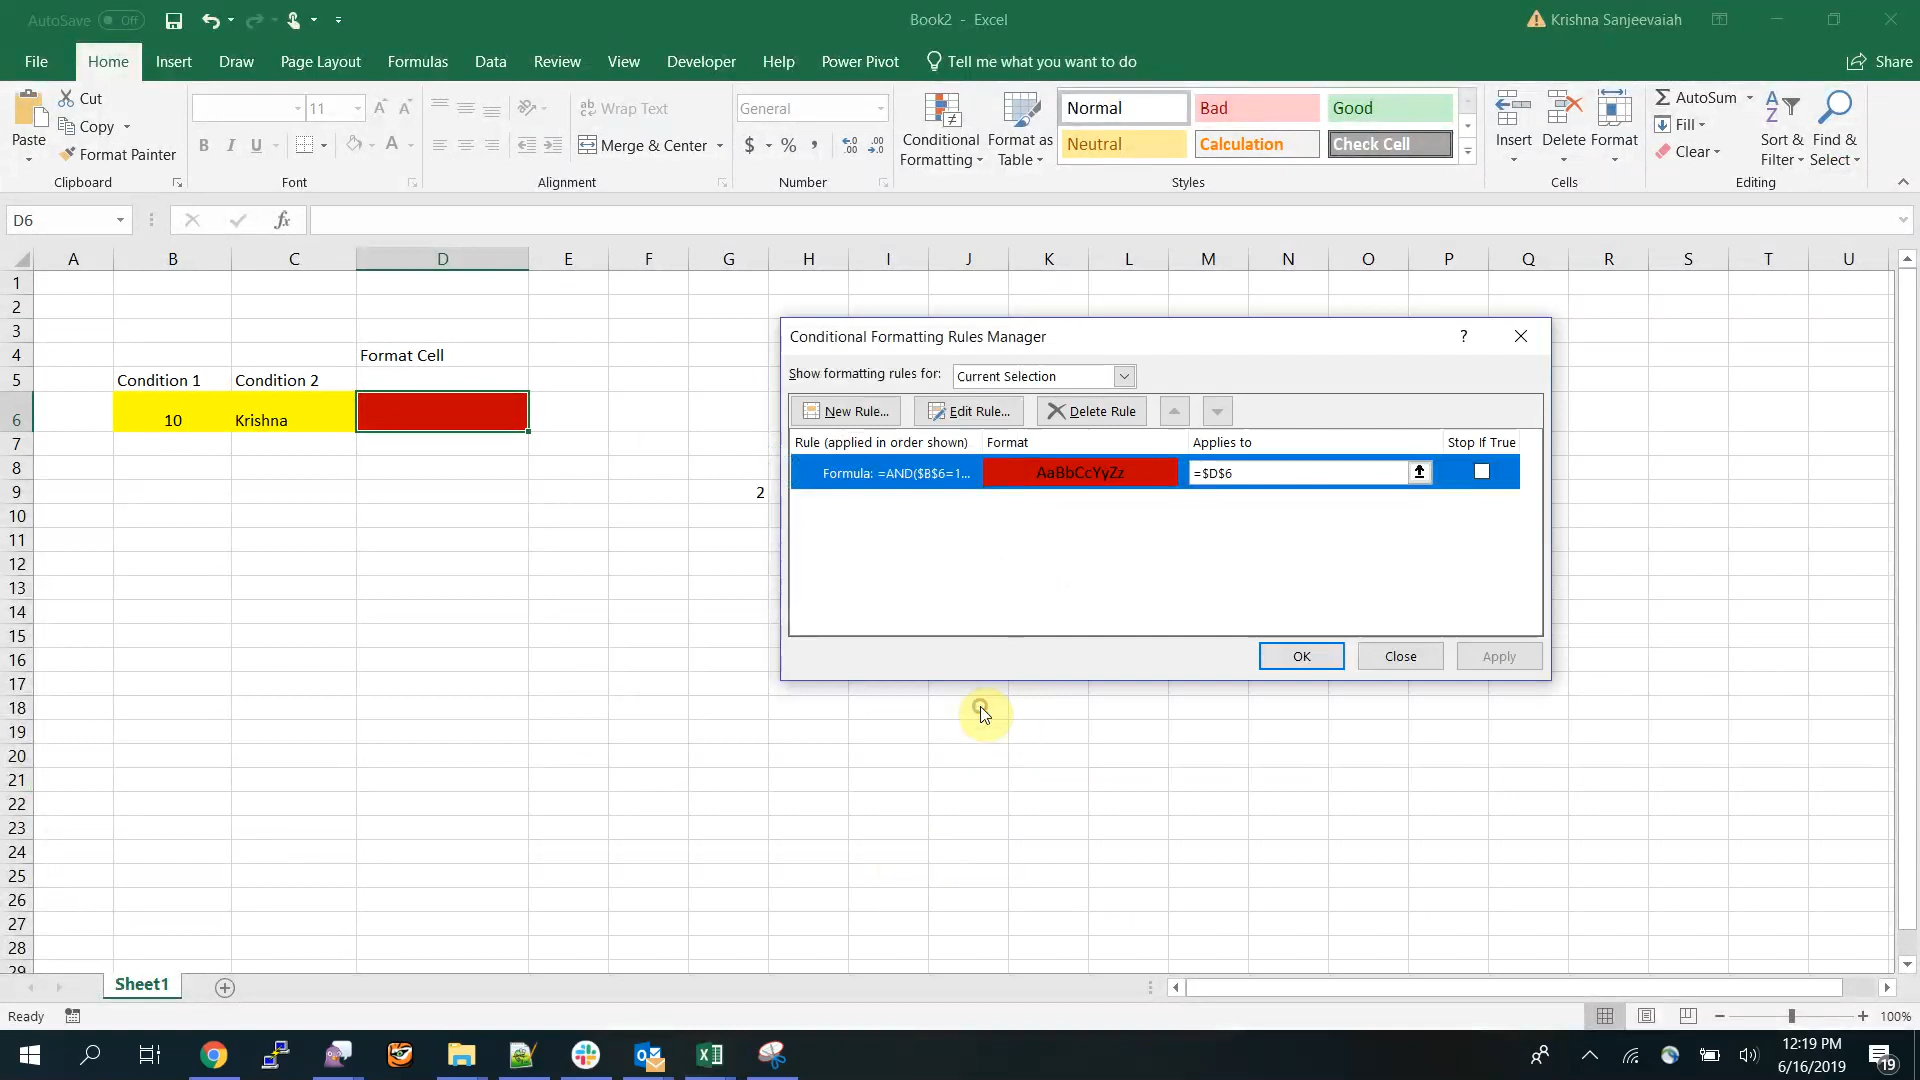 AutoSave Off
Book2 - Excel
Krishna Sanjeevaiah
File Home Insert Draw Page Layout Formulas Data Review View Developer Help Power Pivot Tell me what you want to do Share
Paste
Cut
Copy
Format Painter
Clipboard
11
B I U
Font
ab Wrap Text
Merge & Center
Alignment
General
$ % ,
Number
Conditional Formatting
Format as Table
Normal Bad Good
Neutral Calculation Check Cell
Styles
Insert Delete Format
Cells
AutoSum
Fill
Clear
Sort & Filter
Find & Select
Editing
D6
fx
A B C D E F G H I J K L M N O P Q R S T U
1
2
3
4 Format Cell
5 Condition 1 Condition 2
6 10 Krishna
7
8
9 2
10
11
12
13
14
15
16
17
18
19
20
21
22
23
24
25
26
27
28
29
Conditional Formatting Rules Manager
?
Show formatting rules for: Current Selection
New Rule... Edit Rule... Delete Rule
Rule (applied in order shown) Format Applies to Stop If True
Formula: =AND($B$6=1... AaBbCcYyZz =$D$6
OK Close Apply
Sheet1
Ready
100%
12:19 PM
6/16/2019
19